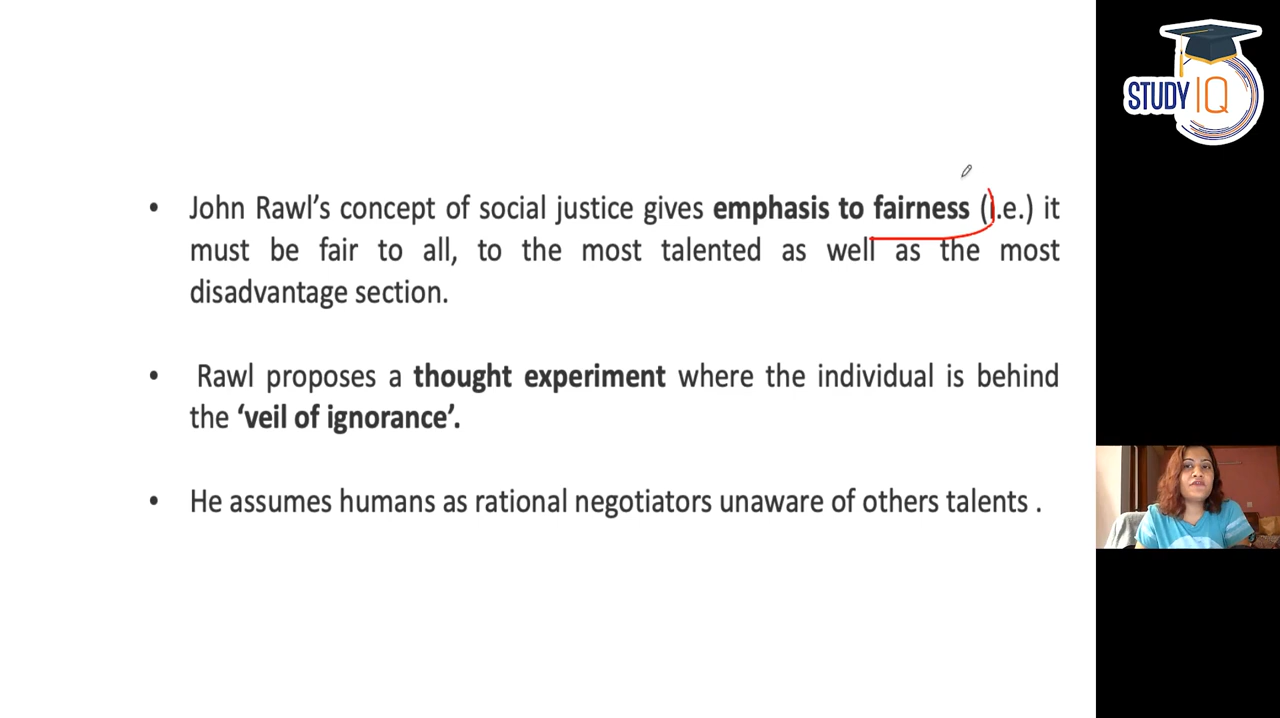 STUDY IQ
• John Rawl’s concept of social justice gives emphasis to fairness (i.e.) it
must be fair to all, to the most talented as well as the most
disadvantage section.
• Rawl proposes a thought experiment where the individual is behind
the ‘veil of ignorance’.
• He assumes humans as rational negotiators unaware of others talents .